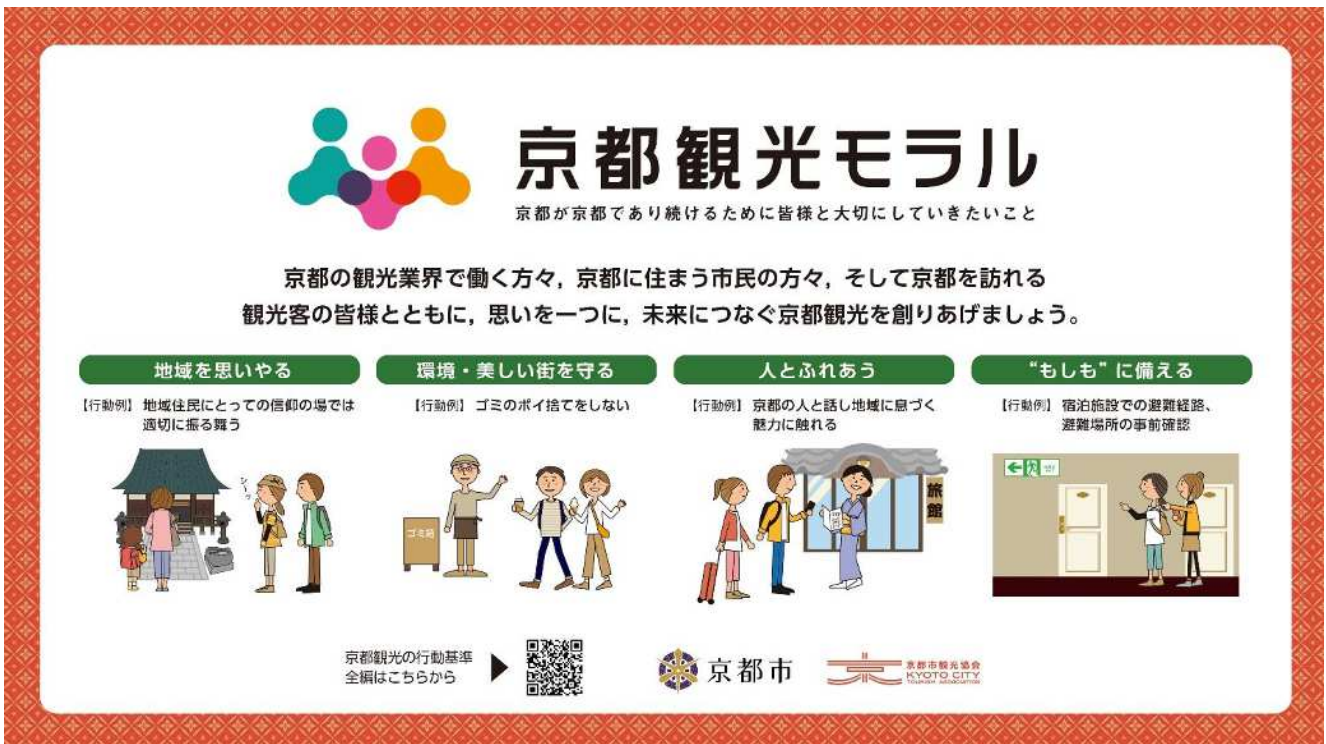 京都観光モラル
京都が京都であり続けるために皆様と大切にしていきたいこと
京都の観光業界で働く方々，京都に住まう市民の方々，そして京都を訪れる
観光客の皆様とともに，思いを一つに，未来につなぐ京都観光を創りあげましょう。
地域を思いやる
【行動例】地域住民にとっての信仰の場では
適切に振る舞う
シーッ
環境・美しい街を守る
【行動例】ゴミのポイ捨てをしない
ゴミ箱
人とふれあう
【行動例】京都の人と話し地域に息づく
魅力に触れる
旅館
“もしも”に備える
【行動例】宿泊施設での避難経路、
避難場所の事前確認
京都観光の行動基準
全編はこちらから
京都市
京都市観光協会
KYOTO CITY
TOURISM ASSOCIATION